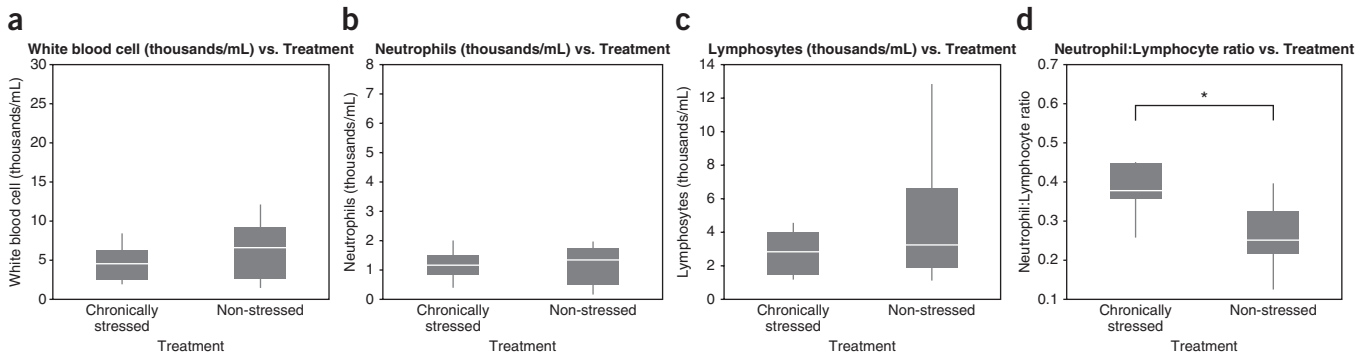 a
White blood cell (thousands/mL) vs. Treatment
White blood cell (thousands/mL)
30
25
20
15
10
5
0
Chronically
stressed
Non-stressed
Treatment
b
Neutrophils (thousands/mL) vs. Treatment
Neutrophils (thousands/mL)
8
7
6
5
4
3
2
1
0
Chronically
stressed
Non-stressed
Treatment
c
Lymphosytes (thousands/mL) vs. Treatment
Lymphosytes (thousands/mL)
14
12
10
8
6
4
2
0
Chronically
stressed
Non-stressed
Treatment
d
Neutrophil:Lymphocyte ratio vs. Treatment
Neutrophil:Lymphocyte ratio
0.7
0.6
0.5
0.4
0.3
0.2
0.1
*
Chronically
stressed
Non-stressed
Treatment